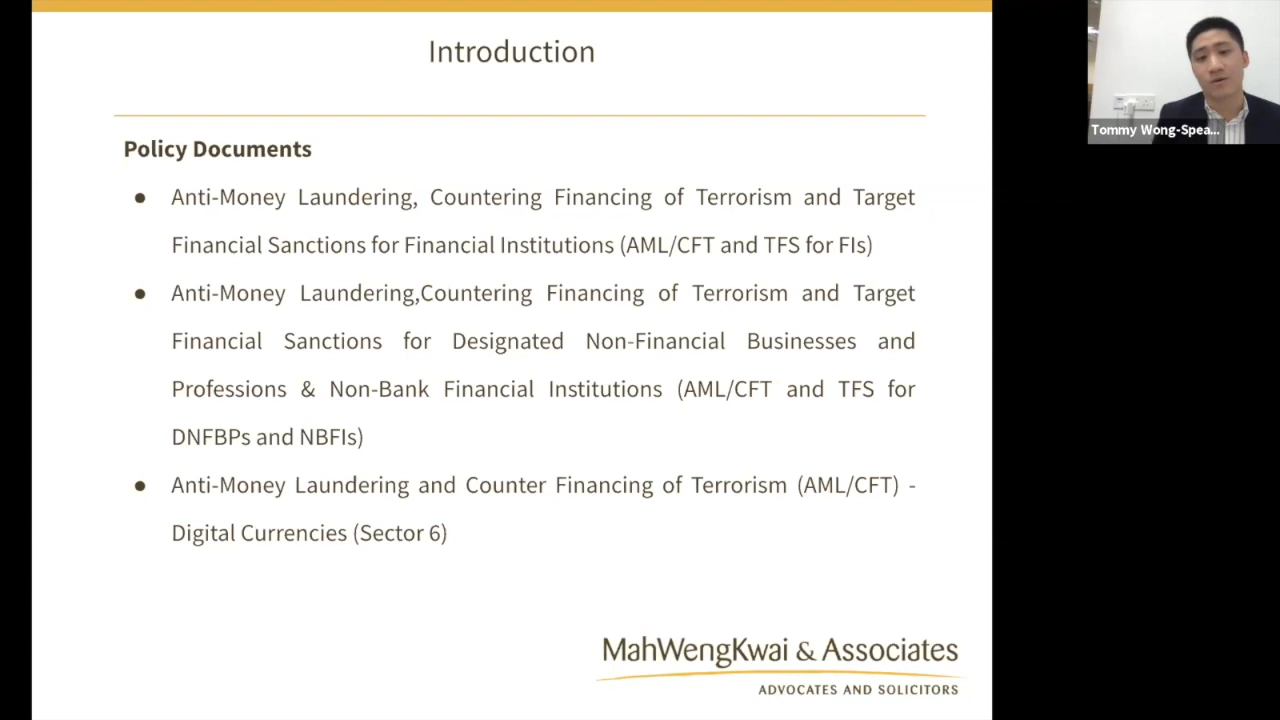 Introduction
Policy Documents
● Anti-Money Laundering, Countering Financing of Terrorism and Target
Financial Sanctions for Financial Institutions (AML/CFT and TFS for FIs)
● Anti-Money Laundering,Countering Financing of Terrorism and Target
Financial Sanctions for Designated Non-Financial Businesses and
Professions & Non-Bank Financial Institutions (AML/CFT and TFS for
DNFBPs and NBFIs)
● Anti-Money Laundering and Counter Financing of Terrorism (AML/CFT) -
Digital Currencies (Sector 6)
MahWengKwai & Associates
ADVOCATES AND SOLICITORS
Tommy Wong-Spea...